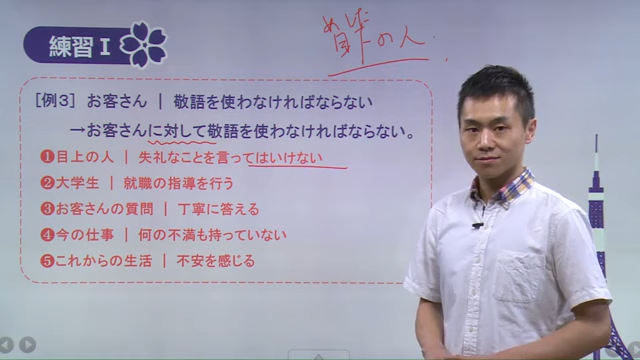 練習Ⅰ
目下の人
[例3] お客さん | 敬語を使わなければならない
→お客さんに対して敬語を使わなければならない。
❶目上の人 | 失礼なことを言ってはいけない
❷大学生 | 就職の指導を行う
❸お客さんの質問 | 丁寧に答える
❹今の仕事 | 何の不満も持っていない
❺これからの生活 | 不安を感じる